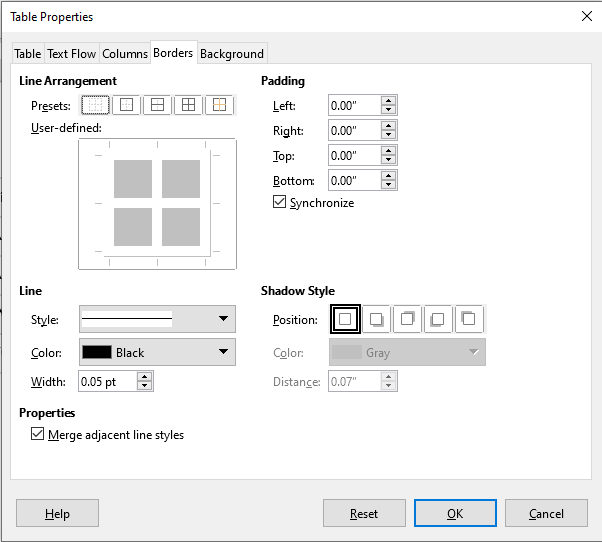 Table Properties
Table Text Flow Columns Borders Background
Line Arrangement
Presets:
User-defined:
Padding
Left: 0.00"
Right: 0.00"
Top: 0.00"
Bottom: 0.00"
Synchronize
Line
Style:
Color: Black
Width: 0.05 pt
Shadow Style
Position:
Color: Gray
Distance: 0.07"
Properties
Merge adjacent line styles
Help Reset OK Cancel